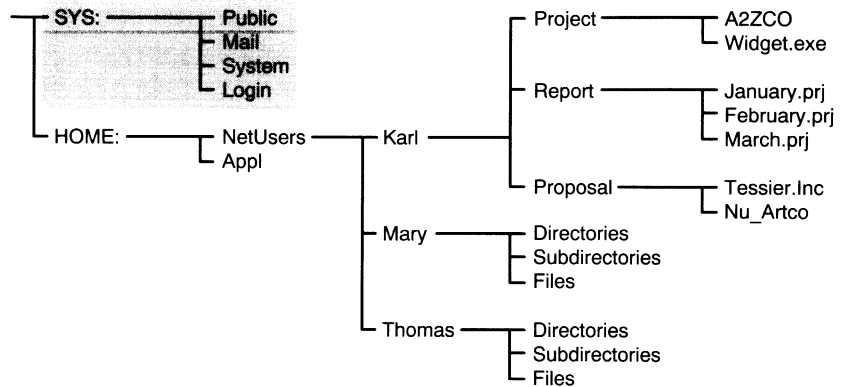 SYS: Public Project A2ZCO
Mail Widget.exe
System
Login Report January.prj
February.prj
HOME: NetUsers Karl March.prj
Appl
Proposal Tessier.Inc
Nu_Artco
Mary Directories
Subdirectories
Files
Thomas Directories
Subdirectories
Files